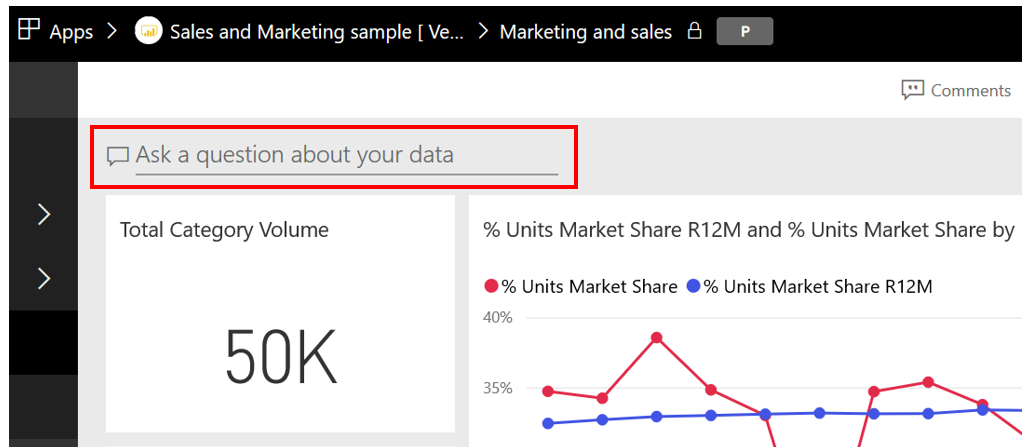 Apps > Sales and Marketing sample [ Ve... > Marketing and sales P
Comments
Ask a question about your data
Total Category Volume
50K
% Units Market Share R12M and % Units Market Share by
% Units Market Share % Units Market Share R12M
40%
35%